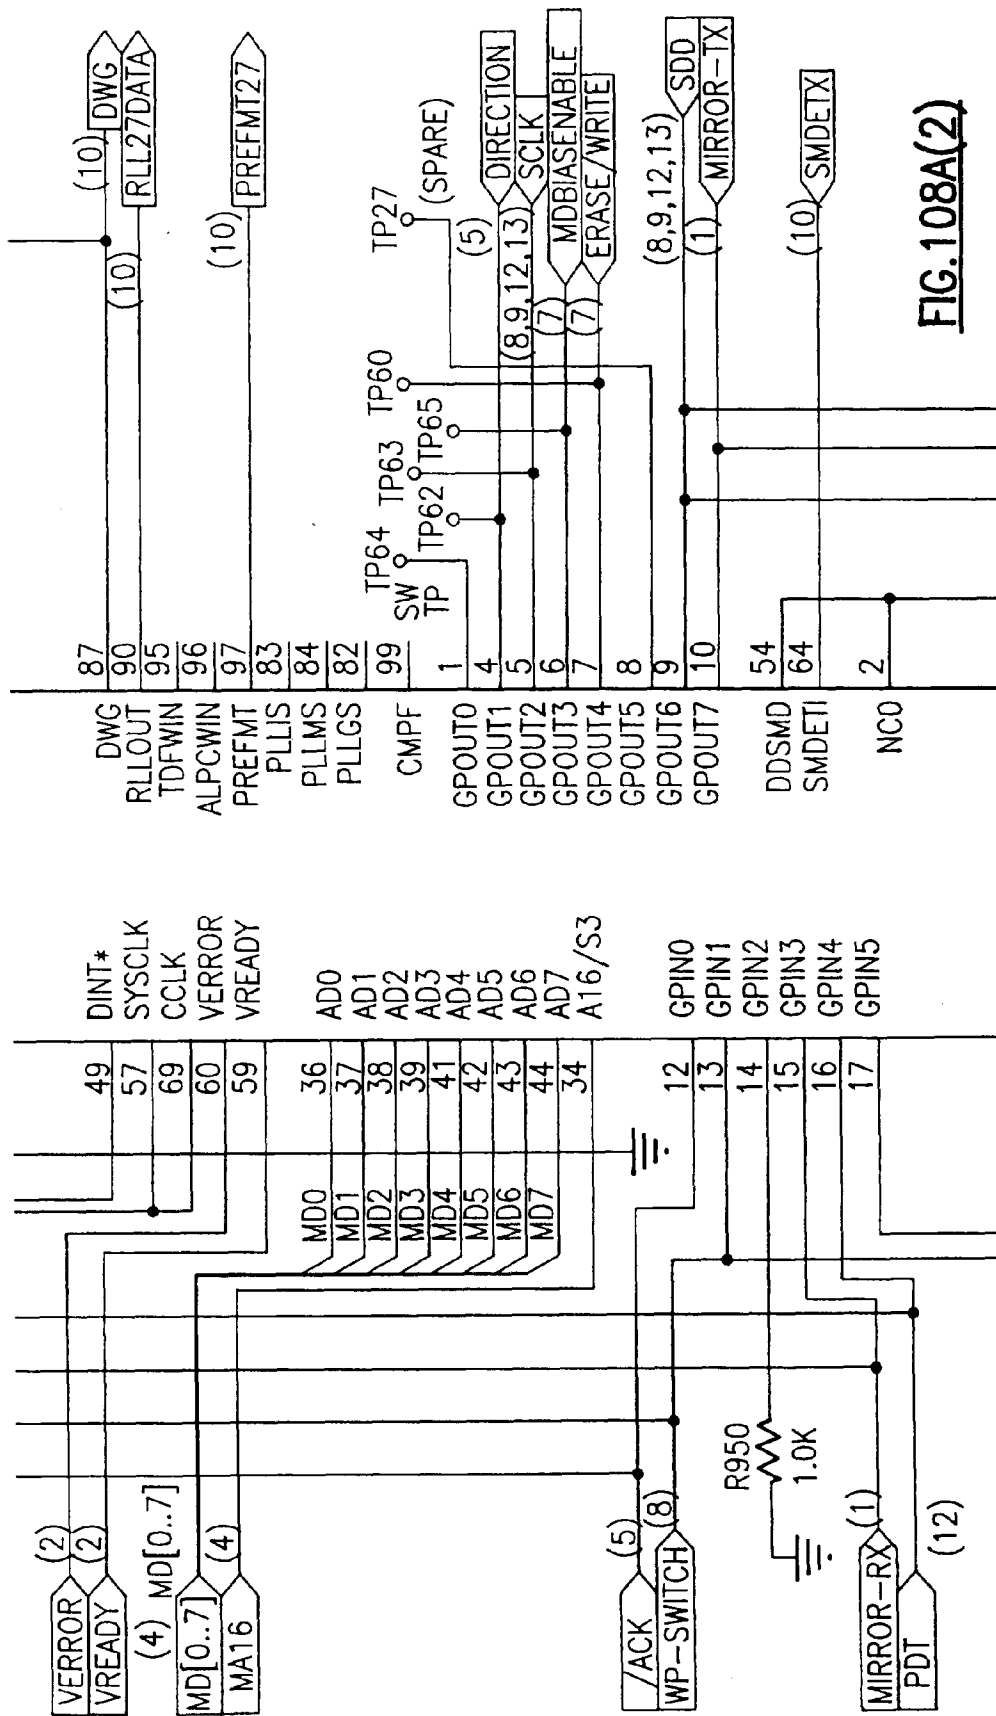 VERROR (2)
VREADY (2)
(4) MD[0..7]
MD[0..7]
MA16 (4)
/ACK (5)
WP-SWITCH (8)
R950
1.0K
MIRROR-RX (1)
PDT
(12)
MD0
MD1
MD2
MD3
MD4
MD5
MD6
MD7
49 DINT*
57 SYSCLK
69 CCLK
60 VERROR
59 VREADY
36 AD0
37 AD1
38 AD2
39 AD3
41 AD4
42 AD5
43 AD6
44 AD7
34 A16/S3
12 GPIN0
13 GPIN1
14 GPIN2
15 GPIN3
16 GPIN4
17 GPIN5
DWG 87
RLLOUT 90
TDFWIN 95
ALPCWIN 96
PREFMT 97
PLLIS 83
PLLMS 84
PLLGS 82
CMPF 99
GPOUT0 1
GPOUT1 4
GPOUT2 5
GPOUT3 6
GPOUT4 7
GPOUT5 8
GPOUT6 9
GPOUT7 10
DDSMD 54
SMDETI 64
NC0 2
SW
TP
TP64
TP62
TP63
TP65
TP60
TP27
(SPARE)
(10) DWG
(10) RLL27DATA
(10) PREFMT27
(5) DIRECTION
(8,9,12,13) SCLK
(7) MDBIASENABLE
(7) ERASE/WRITE
(8,9,12,13) SDD
(1) MIRROR-TX
(10) SMDETX
FIG.108A(2)